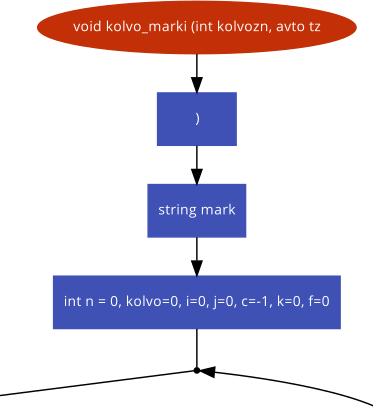 void kolvo_marki (int kolvozn, avto tz
)
string mark
int n = 0, kolvo=0, i=0, j=0, c=-1, k=0, f=0